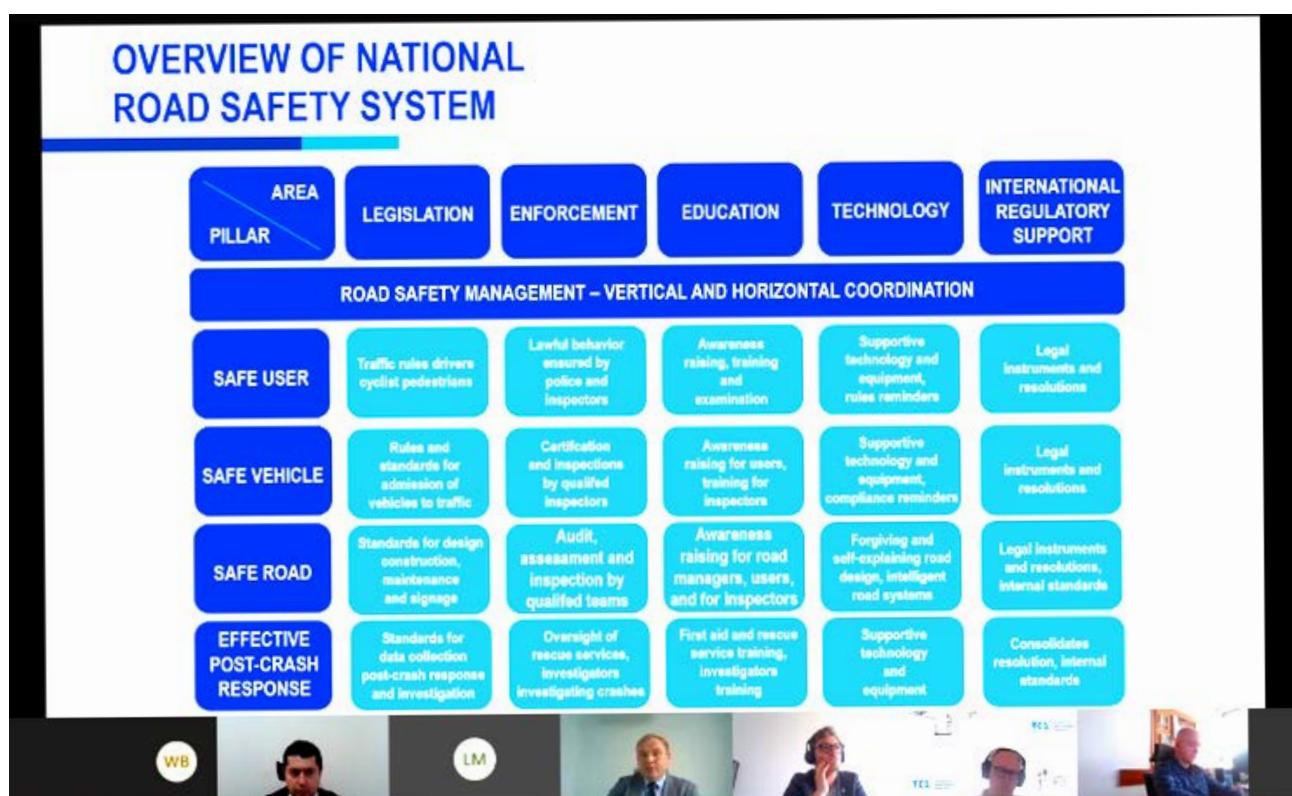 OVERVIEW OF NATIONAL
ROAD SAFETY SYSTEM
AREA
PILLAR
LEGISLATION
ENFORCEMENT
EDUCATION
TECHNOLOGY
INTERNATIONAL
REGULATORY
SUPPORT
ROAD SAFETY MANAGEMENT – VERTICAL AND HORIZONTAL COORDINATION
SAFE USER
Traffic rules drivers
cyclist pedestrians
Lawful behavior
ensured by
police and
inspectors
Awareness
raising, training
and
examination
Supportive
technology and
equipment,
rules reminders
Legal
instruments and
resolutions
SAFE VEHICLE
Rules and
standards for
admission of
vehicles to traffic
Certifcation
and inspections
by qualifed
inspectors
Awareness
raising for users,
training for
inspectors
Supportive
technology and
equipment,
compliance reminders
Legal
instruments and
resolutions
SAFE ROAD
Standards for design
construction,
maintenance
and signage
Audit,
assessment and
inspection by
qualifed teams
Awareness
raising for road
managers, users,
and for inspectors
Forgiving and
self-explaining road
design, intelligent
road systems
Legal instruments
and resolutions,
internal standards
EFFECTIVE
POST-CRASH
RESPONSE
Standards for
data collection
post-crash response
and investigation
Oversight of
rescue services,
investigators
investigating crashes
First aid and rescue
service training,
investigators
training
Supportive
technology
and
equipment
Consolidates
resolution, internal
standards
WB
LM